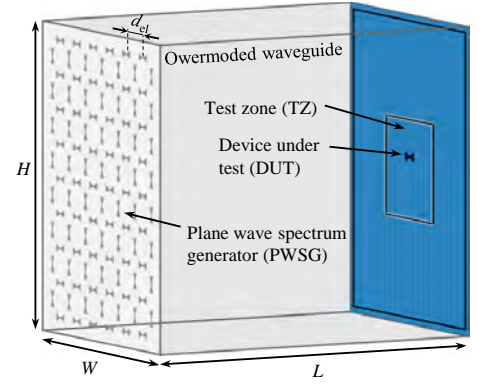 d_el
Owermoded waveguide
Test zone (TZ)
Device under
test (DUT)
H
Plane wave spectrum
generator (PWSG)
W
L